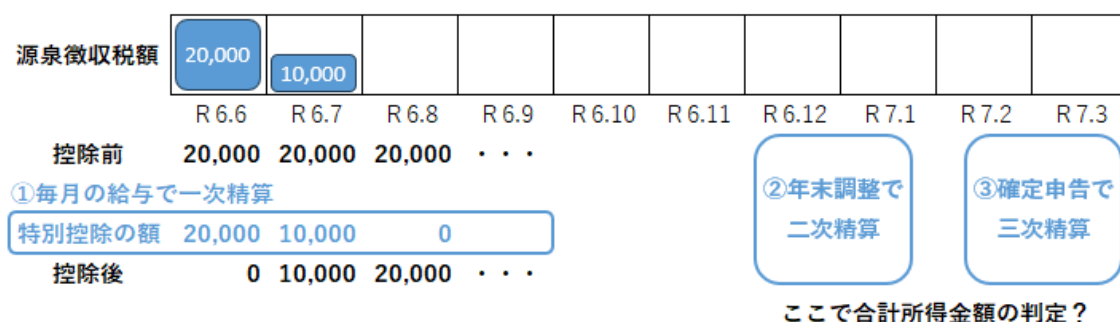 源泉徴収税額 20,000 10,000
R 6.6 R 6.7 R 6.8 R 6.9 R 6.10 R 6.11 R 6.12 R 7.1 R 7.2 R 7.3
控除前 20,000 20,000 20,000 ・・・
①毎月の給与で一次精算
特別控除の額 20,000 10,000 0
控除後 0 10,000 20,000 ・・・
②年末調整で
二次精算
③確定申告で
三次精算
ここで合計所得金額の判定？